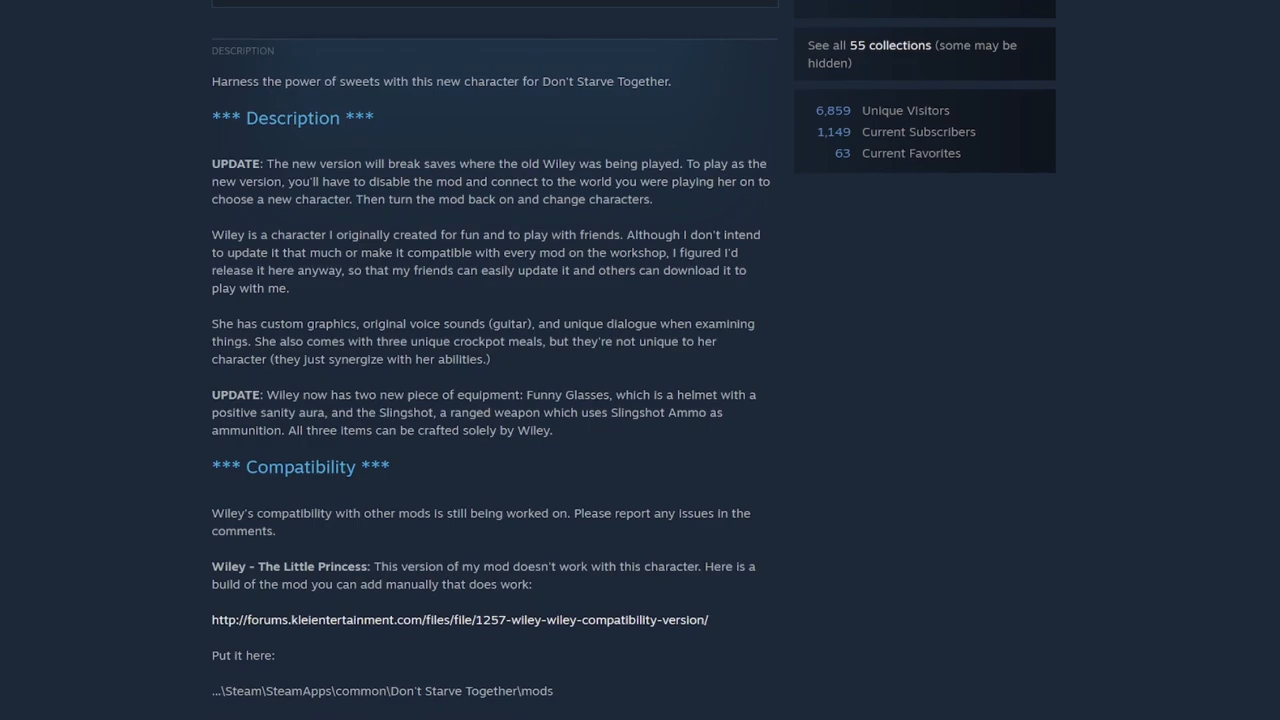 DESCRIPTION
Harness the power of sweets with this new character for Don't Starve Together.
*** Description ***
UPDATE: The new version will break saves where the old Wiley was being played. To play as the
new version, you'll have to disable the mod and connect to the world you were playing her on to
choose a new character. Then turn the mod back on and change characters.
Wiley is a character I originally created for fun and to play with friends. Although I don't intend
to update it that much or make it compatible with every mod on the workshop, I figured I'd
release it here anyway, so that my friends can easily update it and others can download it to
play with me.
She has custom graphics, original voice sounds (guitar), and unique dialogue when examining
things. She also comes with three unique crockpot meals, but they're not unique to her
character (they just synergize with her abilities.)
UPDATE: Wiley now has two new piece of equipment: Funny Glasses, which is a helmet with a
positive sanity aura, and the Slingshot, a ranged weapon which uses Slingshot Ammo as
ammunition. All three items can be crafted solely by Wiley.
*** Compatibility ***
Wiley's compatibility with other mods is still being worked on. Please report any issues in the
comments.
Wiley - The Little Princess: This version of my mod doesn't work with this character. Here is a
build of the mod you can add manually that does work:
http://forums.kleientertainment.com/files/file/1257-wiley-wiley-compatibility-version/
Put it here:
...\Steam\SteamApps\common\Don't Starve Together\mods
See all 55 collections (some may be
hidden)
6,859 Unique Visitors
1,149 Current Subscribers
63 Current Favorites